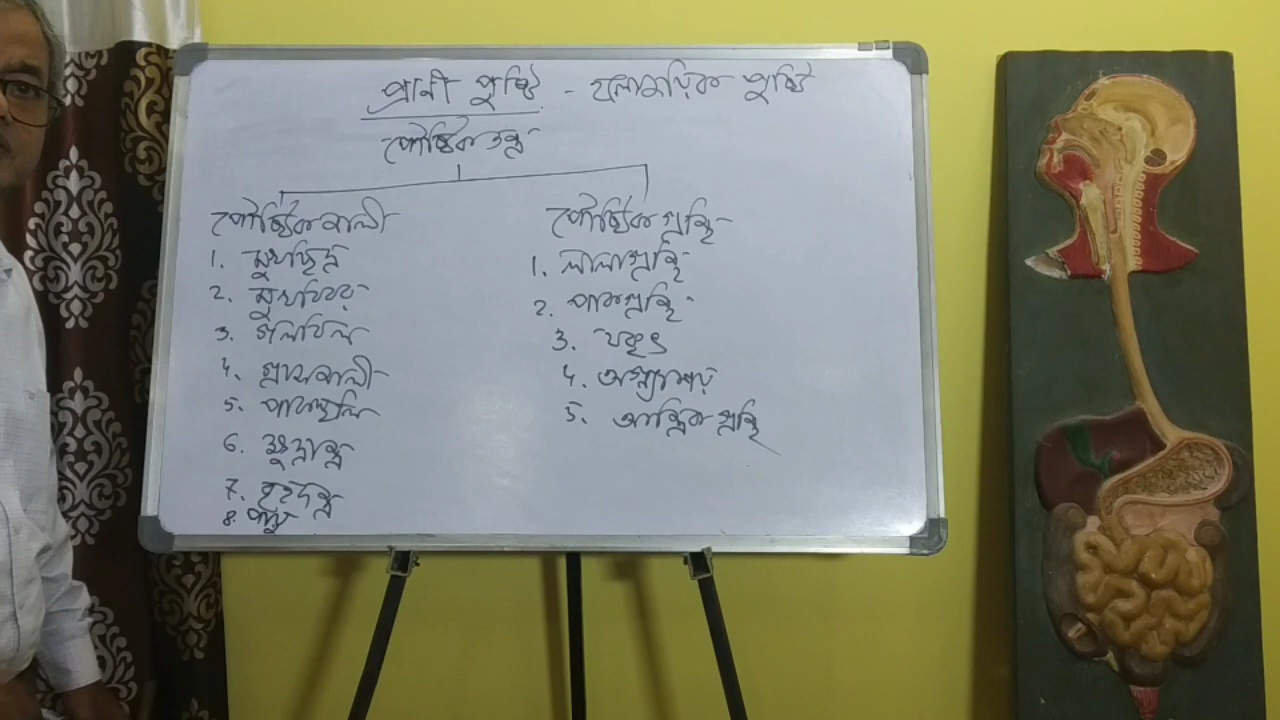 প্রাণী পুষ্টি - হলোজয়িক পুষ্টি
পৌষ্টিকতন্ত্র
পৌষ্টিকনালী
1. মুখছিদ্র
2. মুখবিবর
3. গলবিল
4. গ্রাসনালী
5. পাকস্থলি
6. ক্ষুদ্রান্ত্র
7. বৃহদন্ত্র
8. পায়ু
পৌষ্টিকগ্রন্থি
1. লালাগ্রন্থি
2. পাকগ্রন্থি
3. যকৃৎ
4. অগ্ন্যাশয়
5. আন্ত্রিক গ্রন্থি